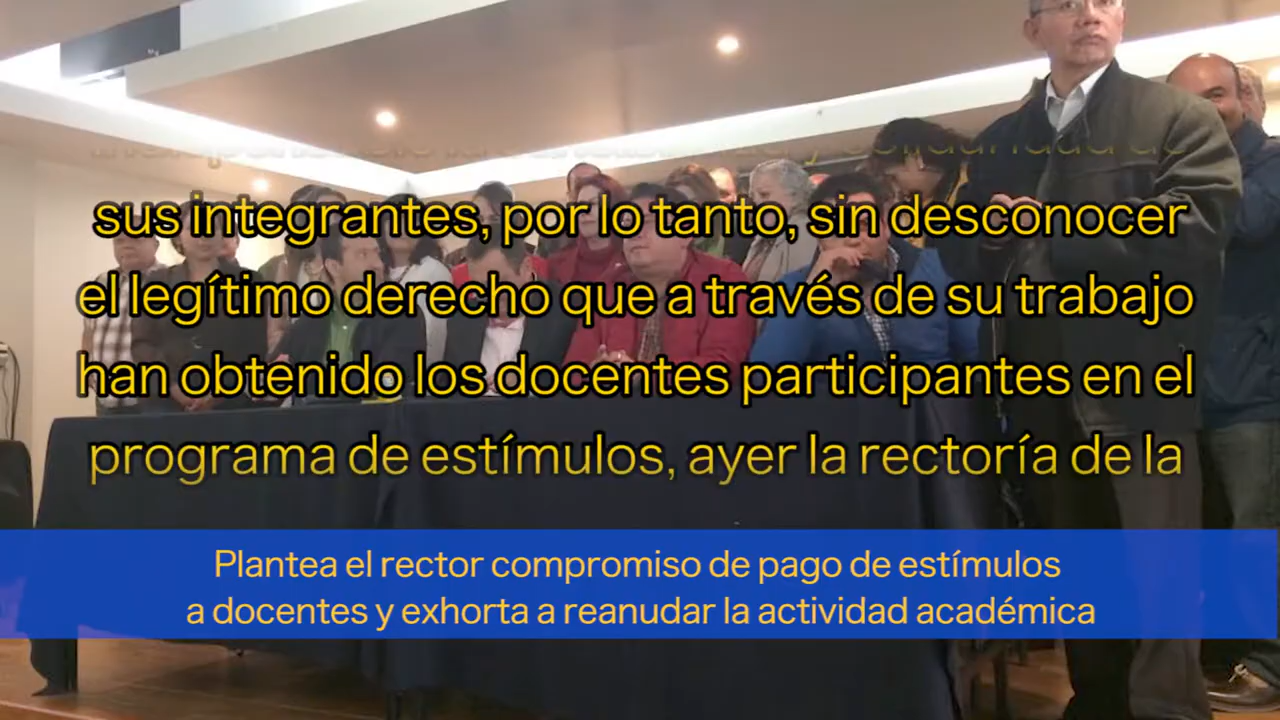 sus integrantes, por lo tanto, sin desconocer
el legítimo derecho que a través de su trabajo
han obtenido los docentes participantes en el
programa de estímulos, ayer la rectoría de la
Plantea el rector compromiso de pago de estímulos
a docentes y exhorta a reanudar la actividad académica